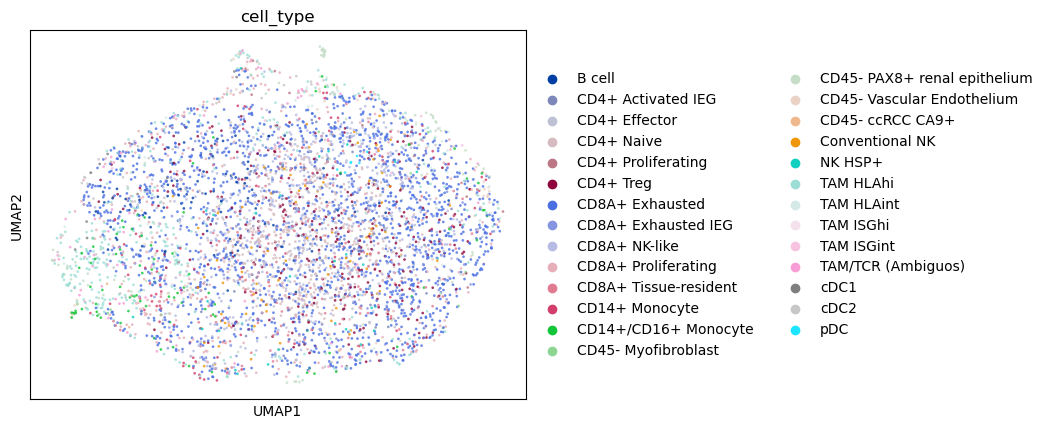 cell_type
UMAP2
UMAP1
B cell
CD4+ Activated IEG
CD4+ Effector
CD4+ Naive
CD4+ Proliferating
CD4+ Treg
CD8A+ Exhausted
CD8A+ Exhausted IEG
CD8A+ NK-like
CD8A+ Proliferating
CD8A+ Tissue-resident
CD14+ Monocyte
CD14+/CD16+ Monocyte
CD45- Myofibroblast
CD45- PAX8+ renal epithelium
CD45- Vascular Endothelium
CD45- ccRCC CA9+
Conventional NK
NK HSP+
TAM HLAhi
TAM HLAint
TAM ISGhi
TAM ISGint
TAM/TCR (Ambiguos)
cDC1
cDC2
pDC